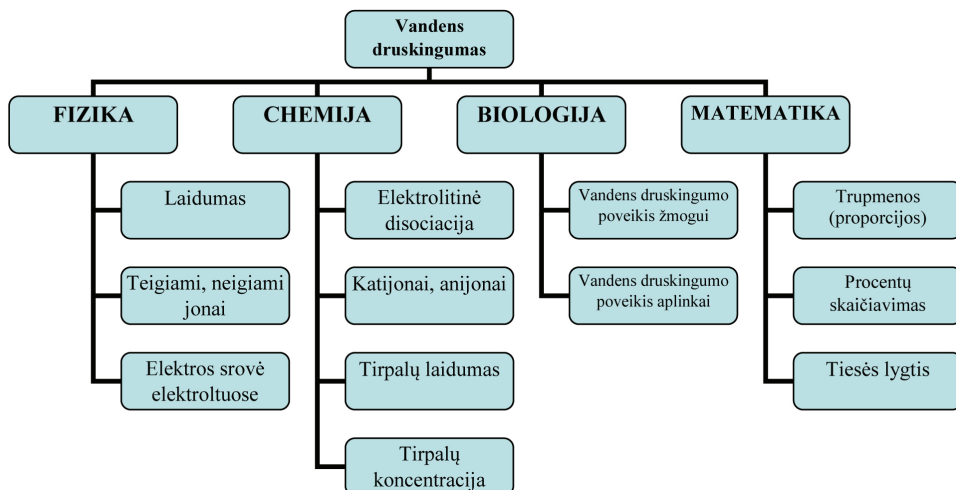 Vandens
druskingumas
FIZIKA
CHEMIJA
BIOLOGIJA
MATEMATIKA
Laidumas
Teigiami, neigiami
jonai
Elektros srovė
elektroltuose
Elektrolitinė
disociacija
Katijonai, anijonai
Tirpalų laidumas
Tirpalų
koncentracija
Vandens druskingumo
poveikis žmogui
Vandens druskingumo
poveikis aplinkai
Trupmenos
(proporcijos)
Procentų
skaičiavimas
Tiesės lygtis